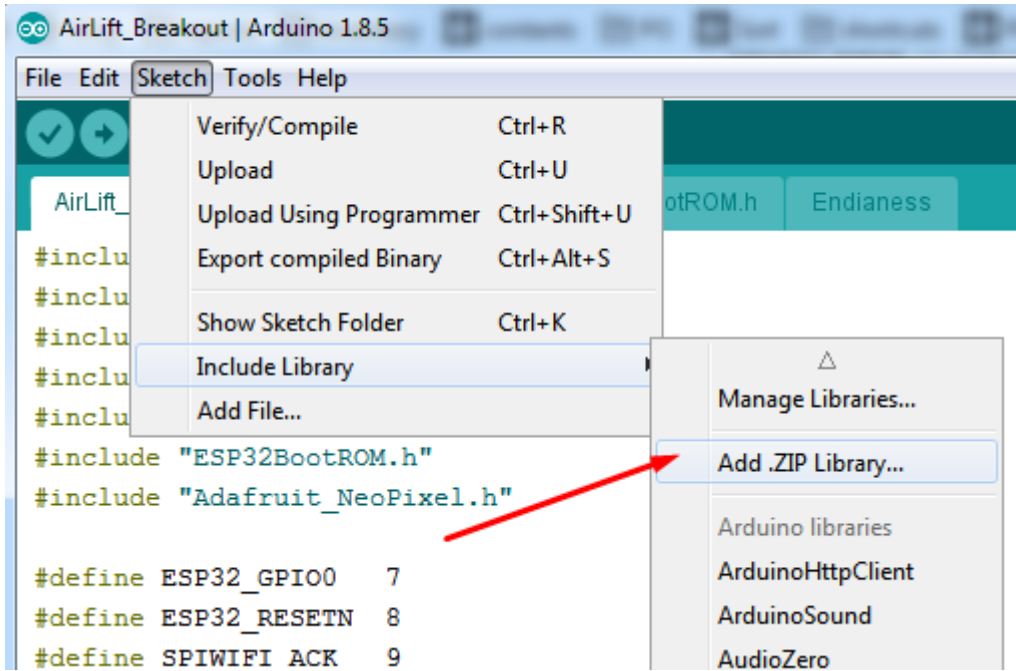 AirLift_Breakout | Arduino 1.8.5
File Edit Sketch Tools Help
Verify/Compile Ctrl+R
Upload Ctrl+U
Upload Using Programmer Ctrl+Shift+U
Export compiled Binary Ctrl+Alt+S
Show Sketch Folder Ctrl+K
Include Library
Add File...
AirLift_
otROM.h Endianess
#inclu
#inclu
#inclu
#inclu
#inclu
#include "ESP32BootROM.h"
#include "Adafruit_NeoPixel.h"
#define ESP32_GPIO0 7
#define ESP32_RESETN 8
#define SPIWIFI_ACK 9
Manage Libraries...
Add .ZIP Library...
Arduino libraries
ArduinoHttpClient
ArduinoSound
AudioZero